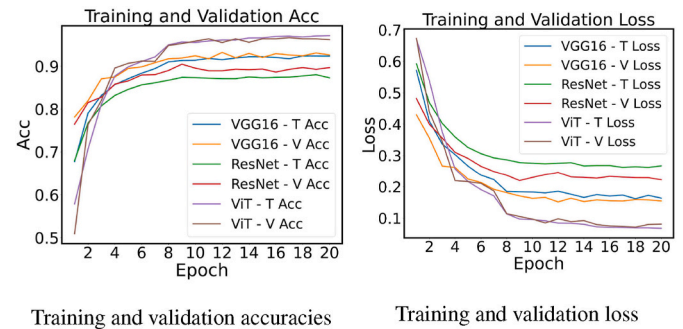 Training and Validation Acc
Acc
0.9
0.8
0.7
0.6
0.5
VGG16 - T Acc
VGG16 - V Acc
ResNet - T Acc
ResNet - V Acc
ViT - T Acc
ViT - V Acc
2 4 6 8 10 12 14 16 18 20
Epoch
Training and validation accuracies
Training and Validation Loss
Loss
0.7
0.6
0.5
0.4
0.3
0.2
0.1
VGG16 - T Loss
VGG16 - V Loss
ResNet - T Loss
ResNet - V Loss
ViT - T Loss
ViT - V Loss
2 4 6 8 10 12 14 16 18 20
Epoch
Training and validation loss